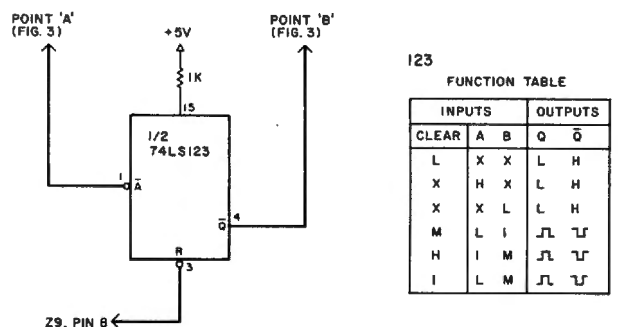 POINT 'A'
(FIG. 3)
+5V
POINT 'B'
(FIG. 3)
1K
15
1/2
74LS123
1
A̅
Q̅
4
R
3
Z9, PIN 8
123
FUNCTION TABLE
INPUTS OUTPUTS
CLEAR A B Q Q̅
L X X L H
X H X L H
X X L L H
M L I
H I M
I L M